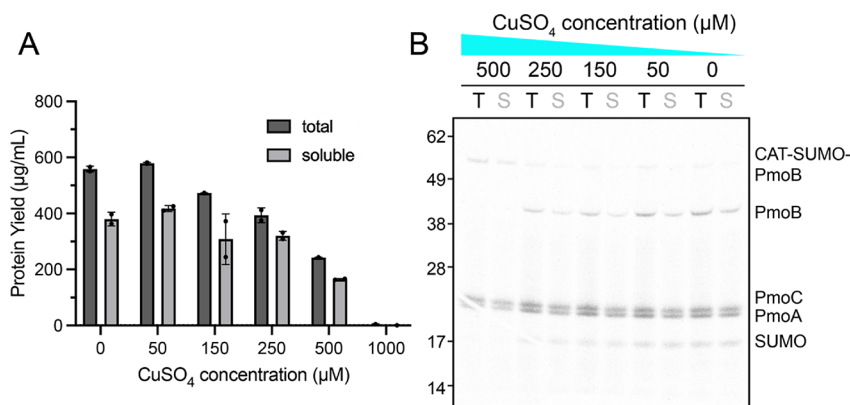 A
800
600
400
200
0
Protein Yield (µg/mL)
total
soluble
0 50 150 250 500 1000
CuSO4 concentration (µM)
B
CuSO4 concentration (µM)
500 250 150 50 0
T S T S T S T S T S
62
49
38
28
17
14
CAT-SUMO-
PmoB
PmoB
PmoC
PmoA
SUMO